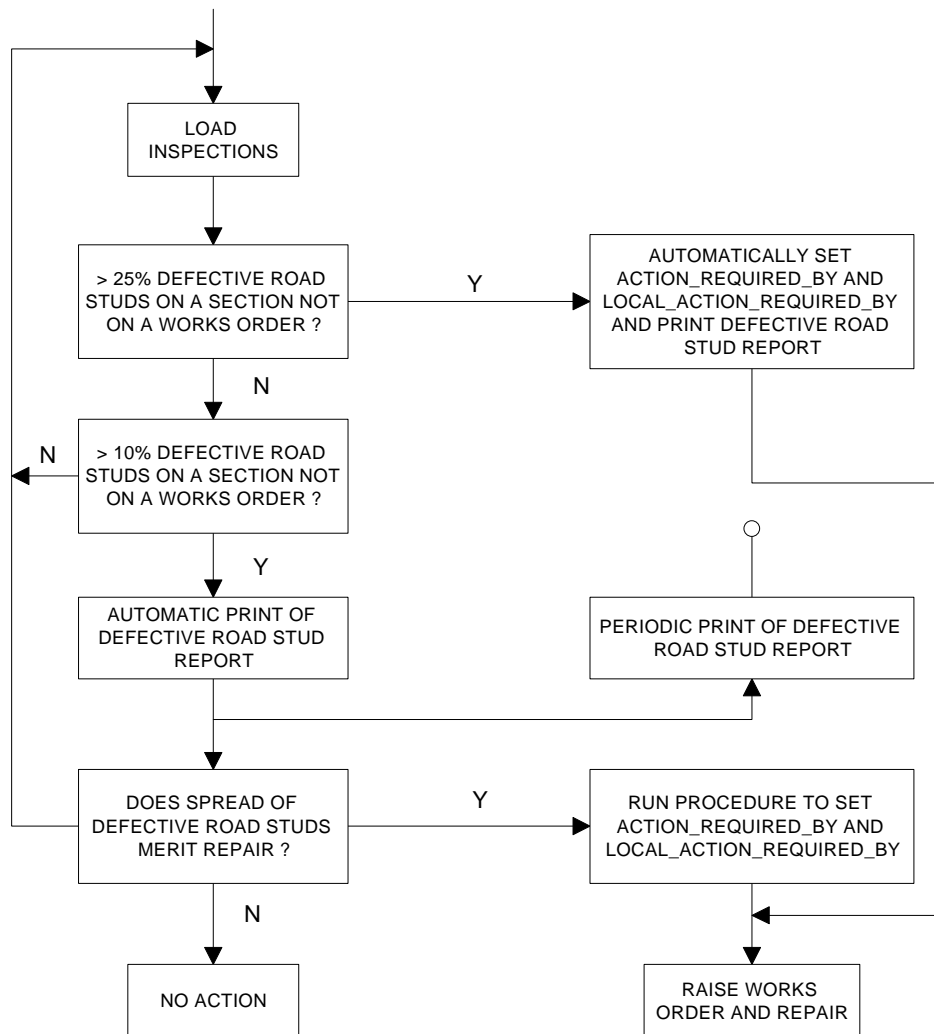 LOAD
INSPECTIONS
> 25% DEFECTIVE ROAD
STUDS ON A SECTION NOT
ON A WORKS ORDER ?
Y
AUTOMATICALLY SET
ACTION_REQUIRED_BY AND
LOCAL_ACTION_REQUIRED_BY
AND PRINT DEFECTIVE ROAD
STUD REPORT
N
> 10% DEFECTIVE ROAD
STUDS ON A SECTION NOT
ON A WORKS ORDER ?
N
Y
AUTOMATIC PRINT OF
DEFECTIVE ROAD STUD
REPORT
PERIODIC PRINT OF DEFECTIVE
ROAD STUD REPORT
DOES SPREAD OF
DEFECTIVE ROAD STUDS
MERIT REPAIR ?
Y
RUN PROCEDURE TO SET
ACTION_REQUIRED_BY AND
LOCAL_ACTION_REQUIRED_BY
N
NO ACTION
RAISE WORKS
ORDER AND REPAIR